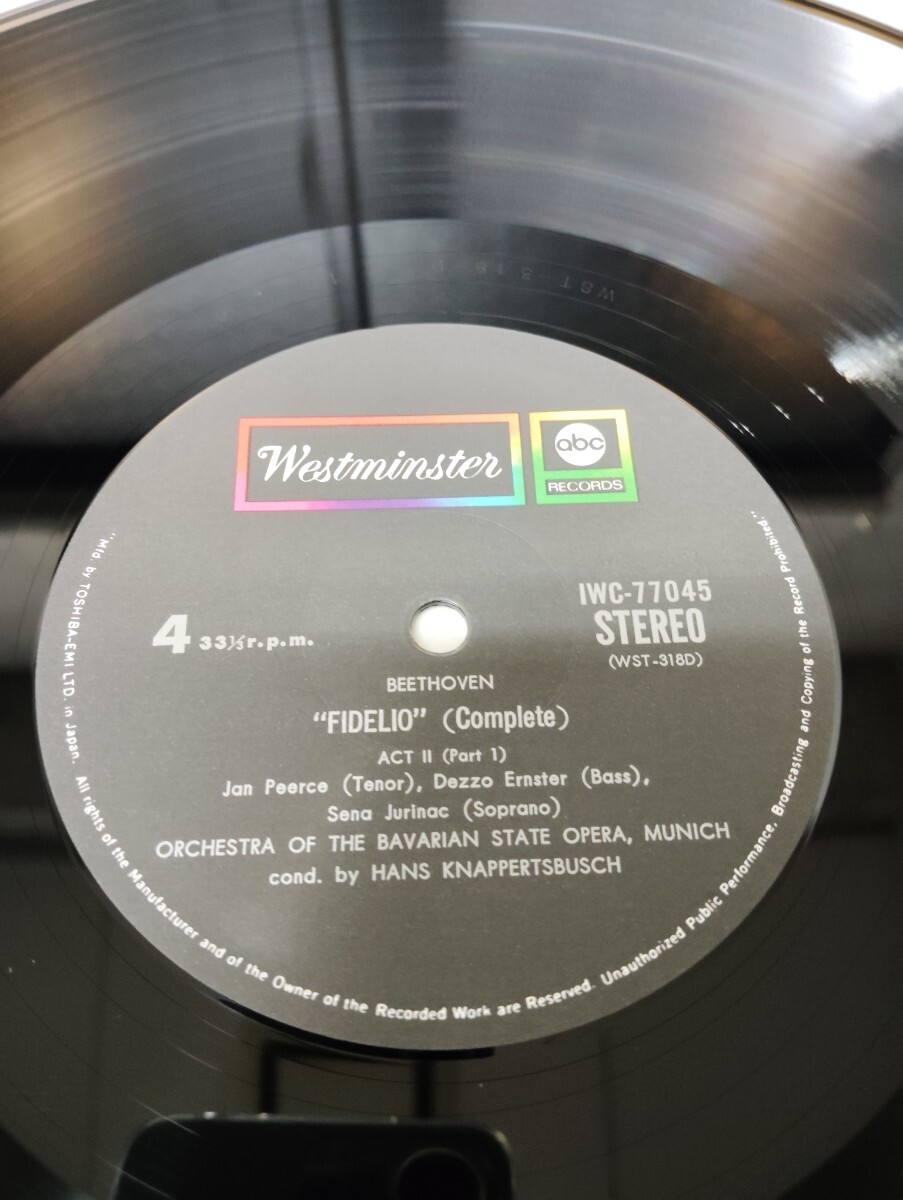 WST-318 D
Westminster
abc
RECORDS
IWC-77045
4 33⅓ r.p.m.
STEREO
(WST-318D)
BEETHOVEN
"FIDELIO" (Complete)
ACT II (Part 1)
Jan Peerce (Tenor), Dezzo Ernster (Bass),
Sena Jurinac (Soprano)
ORCHESTRA OF THE BAVARIAN STATE OPERA, MUNICH
cond. by HANS KNAPPERTSBUSCH
"Mfd. by TOSHIBA-EMI LTD. in Japan. All rights of the Manufacturer and of the Owner of the Recorded Work are Reserved. Unauthorized Public Performance, Broadcasting and Copying of the Record Prohibited."